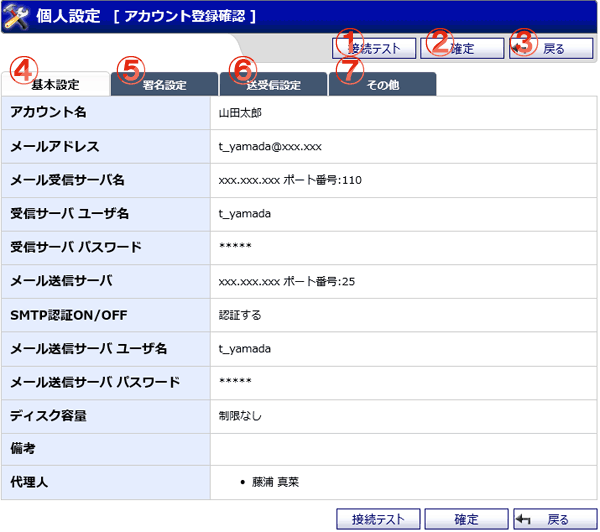 個人設定 [ アカウント登録確認 ]
① 接続テスト ② 確定 ③ 戻る
④ 基本設定 ⑤ 署名設定 ⑥ 送受信設定 ⑦ その他
アカウント名 山田太郎
メールアドレス t_yamada@xxx.xxx
メール受信サーバ名 xxx.xxx.xxx ポート番号:110
受信サーバ ユーザ名 t_yamada
受信サーバ パスワード *****
メール送信サーバ xxx.xxx.xxx ポート番号:25
SMTP認証ON/OFF 認証する
メール送信サーバ ユーザ名 t_yamada
メール送信サーバ パスワード *****
ディスク容量 制限なし
備考
代理人 • 藤浦 真菜
接続テスト 確定 戻る